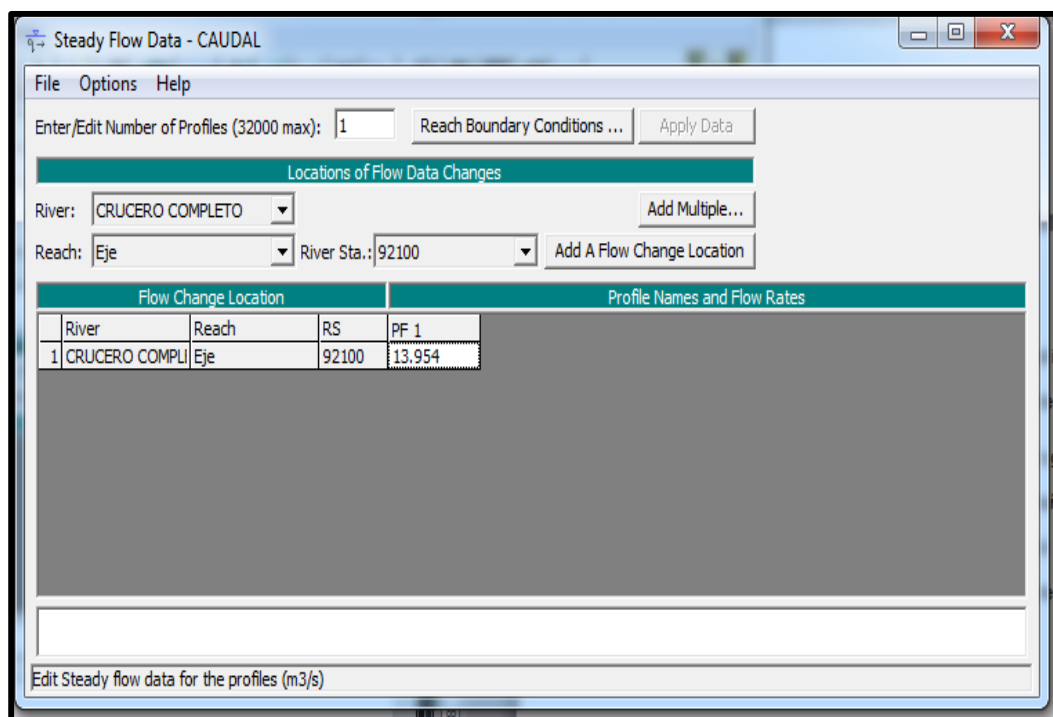 Steady Flow Data - CAUDAL
File Options Help
Enter/Edit Number of Profiles (32000 max): 1 Reach Boundary Conditions ... Apply Data
Locations of Flow Data Changes
River: CRUCERO COMPLETO Add Multiple...
Reach: Eje River Sta.: 92100 Add A Flow Change Location
Flow Change Location Profile Names and Flow Rates
River Reach RS PF 1
1 CRUCERO COMPLI Eje 92100 13.954
Edit Steady flow data for the profiles (m3/s)